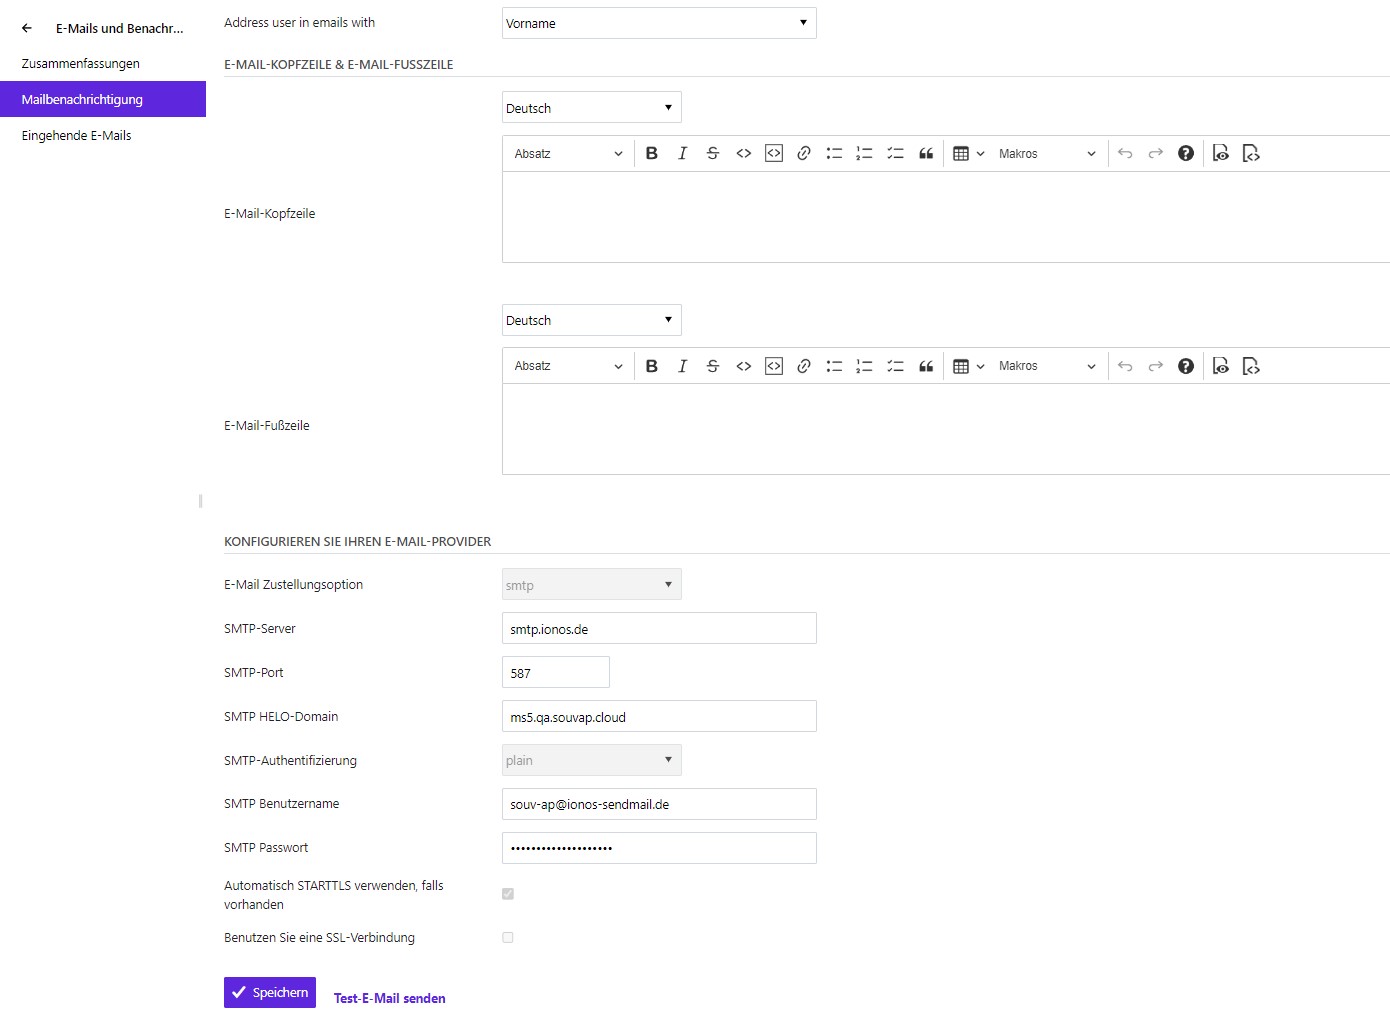 E-Mails und Benachr...
Zusammenfassungen
Mailbenachrichtigung
Eingehende E-Mails
Address user in emails with
Vorname
E-MAIL-KOPFZEILE & E-MAIL-FUSSZEILE
Deutsch
Absatz
Makros
E-Mail-Kopfzeile
Deutsch
Absatz
Makros
E-Mail-Fußzeile
KONFIGURIEREN SIE IHREN E-MAIL-PROVIDER
E-Mail Zustellungsoption
smtp
SMTP-Server
smtp.ionos.de
SMTP-Port
587
SMTP HELO-Domain
ms5.qa.souvap.cloud
SMTP-Authentifizierung
plain
SMTP Benutzername
souv-ap@ionos-sendmail.de
SMTP Passwort
••••••••••••••••••••
Automatisch STARTTLS verwenden, falls
vorhanden
Benutzen Sie eine SSL-Verbindung
Speichern
Test-E-Mail senden